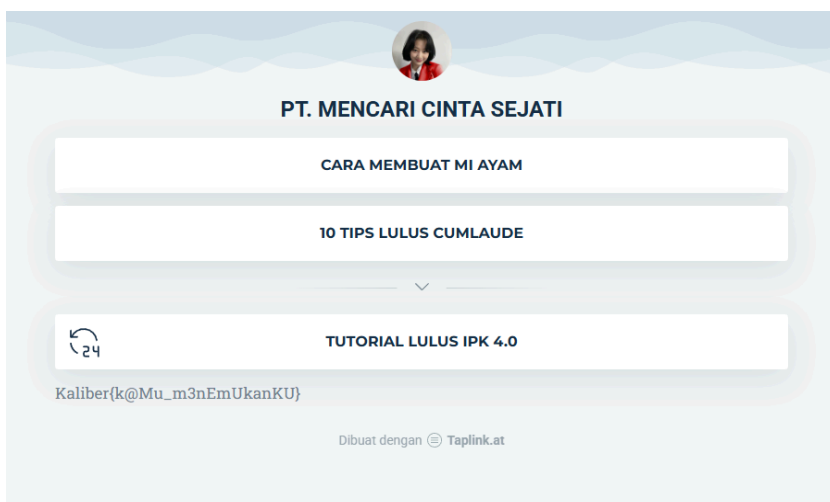 PT. MENCARI CINTA SEJATI
CARA MEMBUAT MI AYAM
10 TIPS LULUS CUMLAUDE
24
TUTORIAL LULUS IPK 4.0
Kaliber{k@Mu_m3nEmUkanKU}
Dibuat dengan Taplink.at